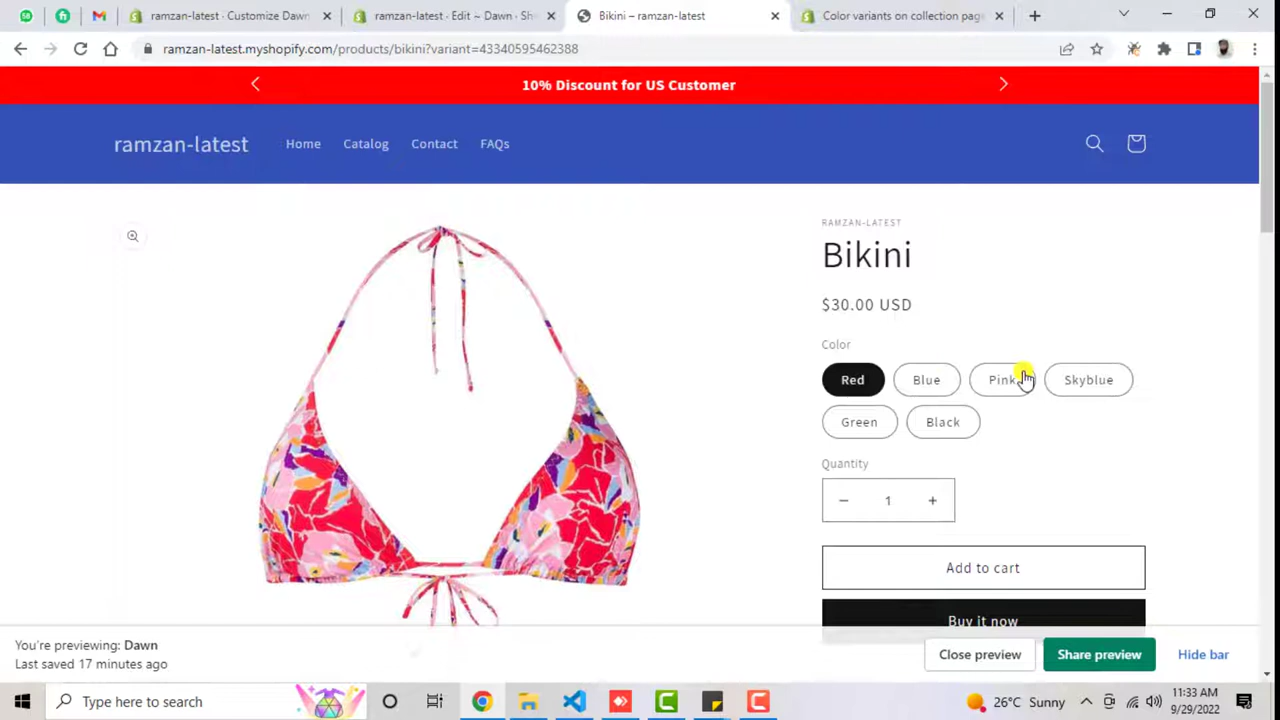 ramzan-latest · Customize Dawn
ramzan-latest · Edit ~ Dawn · Sh
Bikini – ramzan-latest
Color variants on collection page
ramzan-latest.myshopify.com/products/bikini?variant=43340595462388
10% Discount for US Customer
ramzan-latest
Home
Catalog
Contact
FAQs
RAMZAN-LATEST
Bikini
$30.00 USD
Color
Red
Blue
Pink
Skyblue
Green
Black
Quantity
1
Add to cart
Buy it now
You're previewing: Dawn
Last saved 17 minutes ago
Close preview
Share preview
Hide bar
Type here to search
26°C Sunny
11:33 AM
9/29/2022